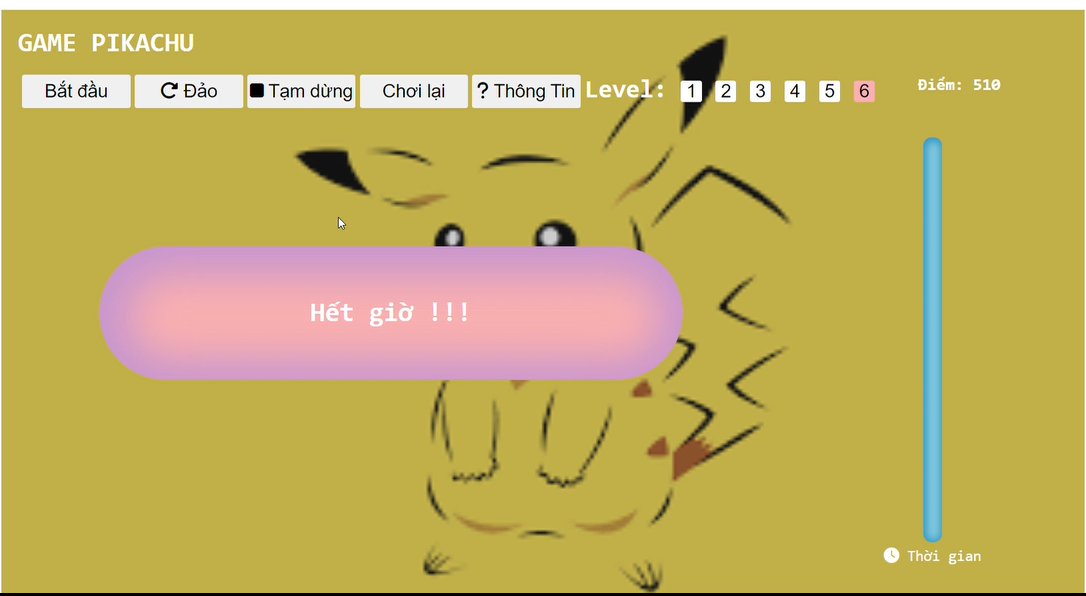 GAME PIKACHU
Bắt đầu Đảo Tạm dừng Chơi lại ? Thông Tin Level: 1 2 3 4 5 6 Điểm: 510
Hết giờ !!!
Thời gian